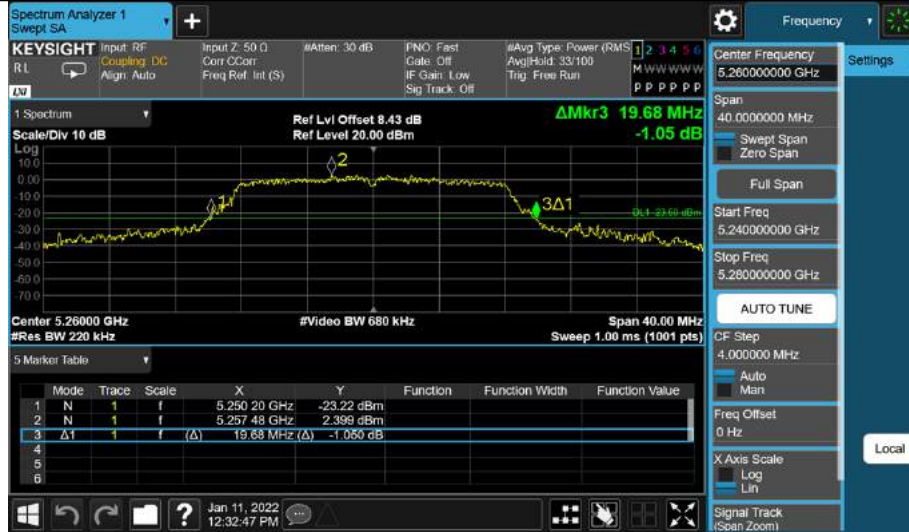 Spectrum Analyzer 1
Swept SA
+
Frequency
Settings
KEYSIGHT
RL
LXI
Input: RF
Coupling: DC
Align: Auto
Input Z: 50 Ω
Corr CCorr
Freq Ref: Int (S)
#Atten: 30 dB
PNO: Fast
Gate: Off
IF Gain: Low
Sig Track: Off
#Avg Type: Power (RMS
Avg|Hold: 33/100
Trig: Free Run
1 2 3 4 5 6
M W W W W W
P P P P P P
1 Spectrum
Scale/Div 10 dB
Log
Ref Lvl Offset 8.43 dB
Ref Level 20.00 dBm
ΔMkr3 19.68 MHz
-1.05 dB
10.0
0.00
-10.0
-20.0
-30.0
-40.0
-50.0
-60.0
-70.0
1
2
3Δ1
DL1 -23.60 dBm
Center 5.26000 GHz
#Res BW 220 kHz
#Video BW 680 kHz
Span 40.00 MHz
Sweep 1.00 ms (1001 pts)
5 Marker Table
Mode Trace Scale X Y Function Function Width Function Value
1 N 1 f 5.250 20 GHz -23.22 dBm
2 N 1 f 5.257 48 GHz 2.399 dBm
3 Δ1 1 f (Δ) 19.68 MHz (Δ) -1.050 dB
4
5
6
Jan 11, 2022
12:32:47 PM
?
Center Frequency
5.260000000 GHz
Span
40.0000000 MHz
Swept Span
Zero Span
Full Span
Start Freq
5.240000000 GHz
Stop Freq
5.280000000 GHz
AUTO TUNE
CF Step
4.000000 MHz
Auto
Man
Freq Offset
0 Hz
X Axis Scale
Log
Lin
Signal Track
(Span Zoom)
Local